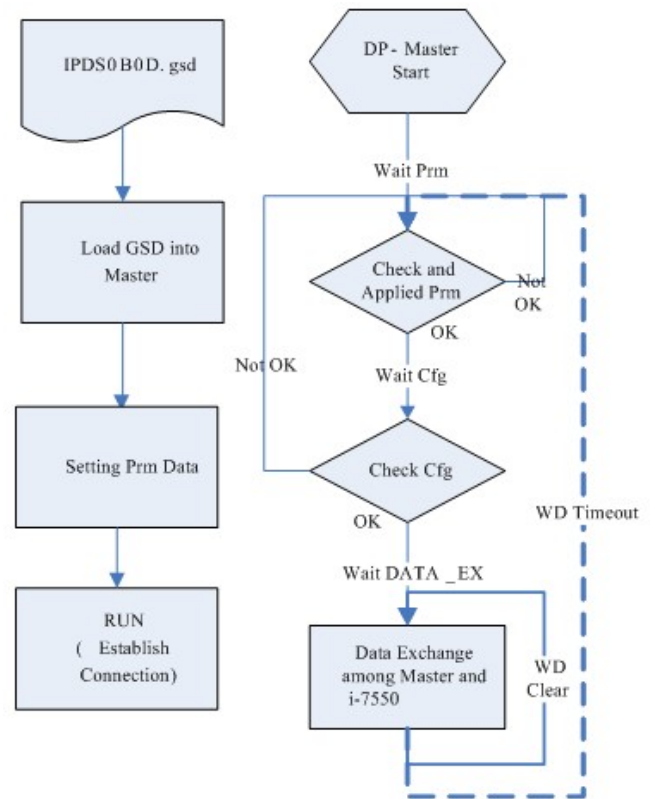 IPDS0B0D.gsd
Load GSD into
Master
Setting Prm Data
RUN
( Establish
Connection)
DP- Master
Start
Wait Prm
Check and
Applied Prm
Not
OK
OK
Wait Cfg
Not OK
Check Cfg
OK
WD Timeout
Wait DATA _EX
Data Exchange
among Master and
i-7550
WD
Clear